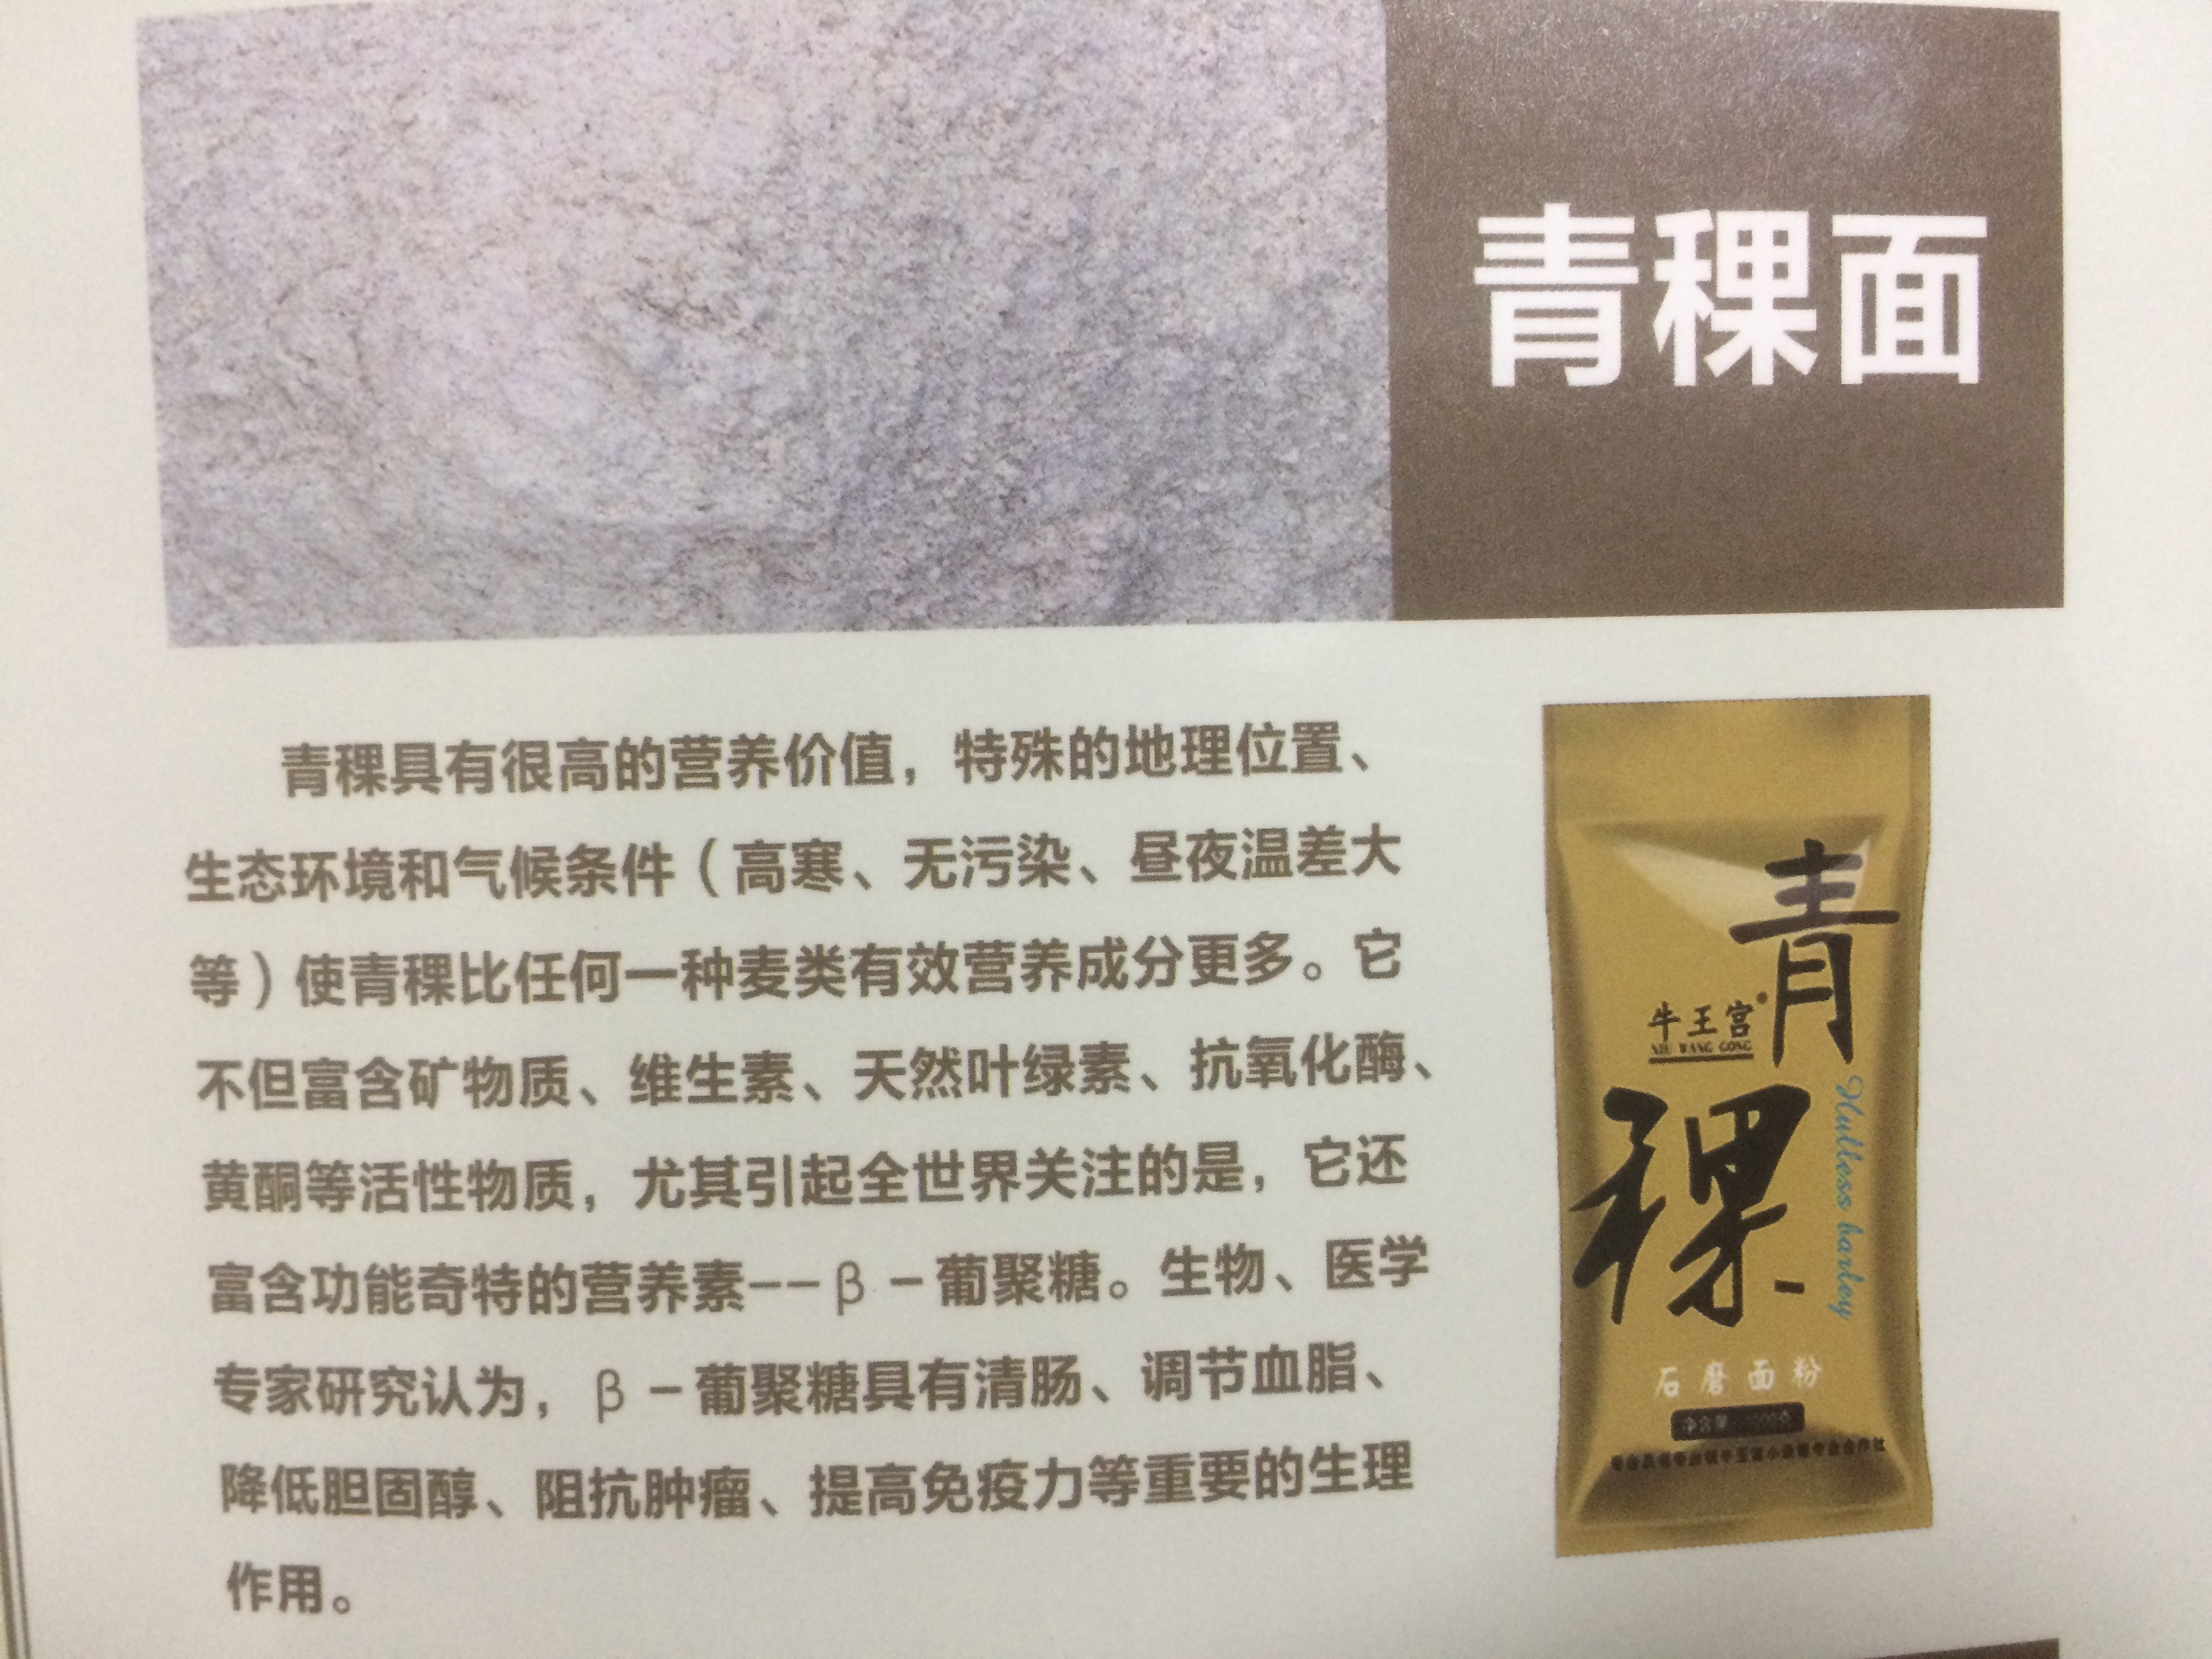 青稞面
青稞具有很高的营养价值，特殊的地理位置、
生态环境和气候条件（高寒、无污染、昼夜温差大
等）使青稞比任何一种麦类有效营养成分更多。它
不但富含矿物质、维生素、天然叶绿素、抗氧化酶、
黄酮等活性物质，尤其引起全世界关注的是，它还
富含功能奇特的营养素--β-葡聚糖。生物、医学
专家研究认为，β-葡聚糖具有清肠、调节血脂、
降低胆固醇、阻抗肿瘤、提高免疫力等重要的生理
作用。
青稞
牛王宫
NIU WANG GONG
Hulless barley
石磨面粉
净含量